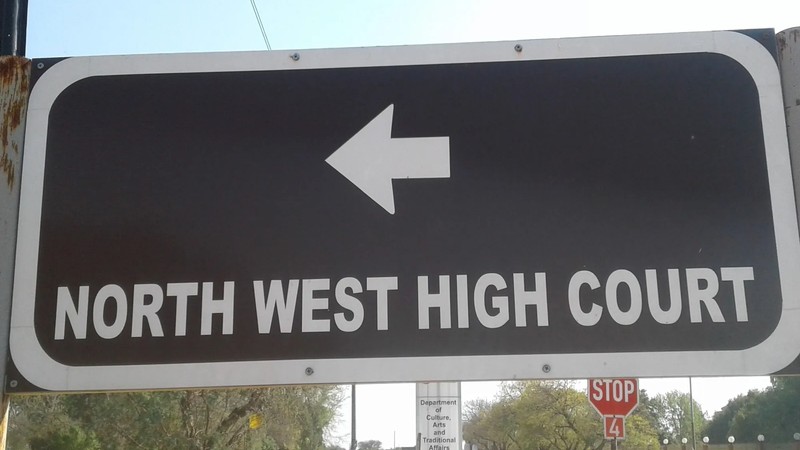 NORTH WEST HIGH COURT
Department
of
Culture,
Arts
and
Traditional
Affairs
STOP
4